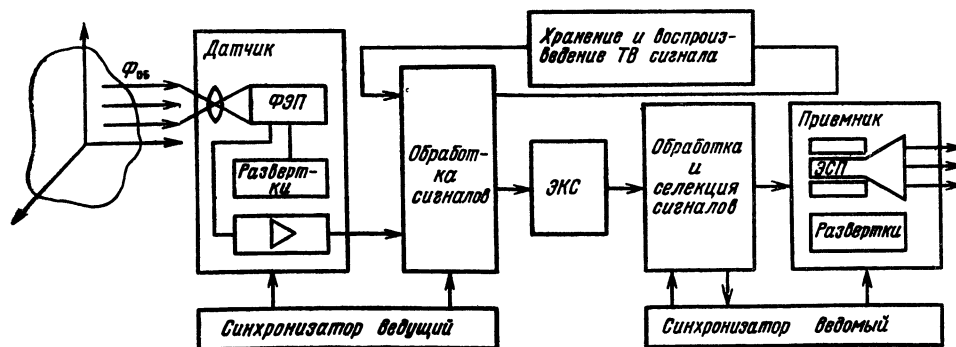 Хранение и воспроиз-
ведение ТВ сигнала
Датчик
Фоб
ФЭП
Разверт-
ки
Обработ-
ка
сигналов
ЭКС
Обработка
и
селекция
сигналов
Приемник
ЭСП
Развертки
Синхронизатор ведущий
Синхронизатор ведомый